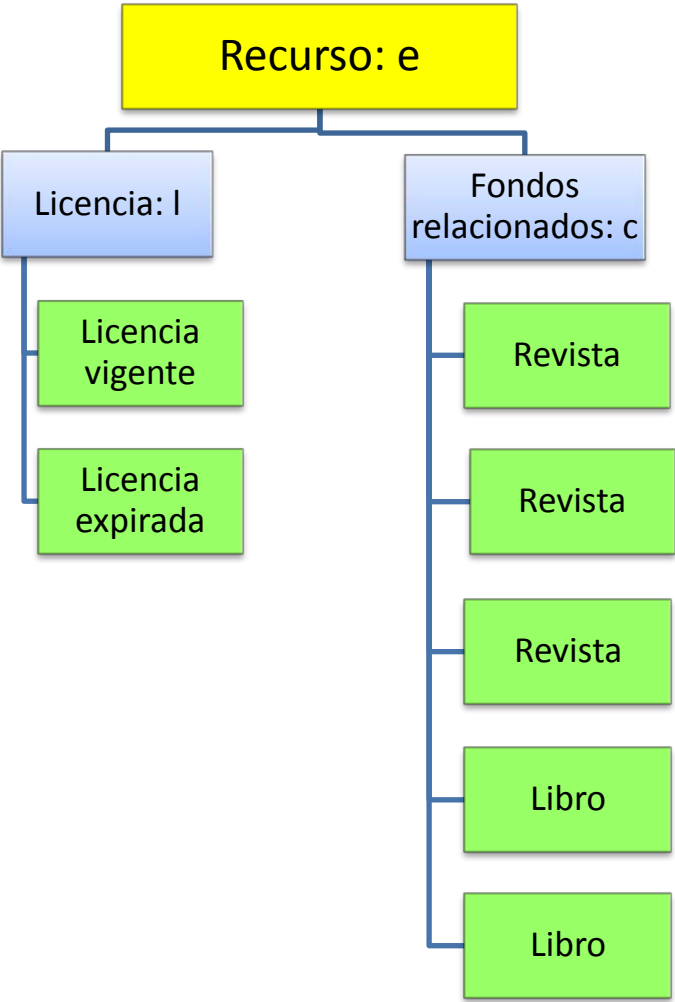 Recurso: e
Licencia: l
Licencia
vigente
Licencia
expirada
Fondos
relacionados: c
Revista
Revista
Revista
Libro
Libro